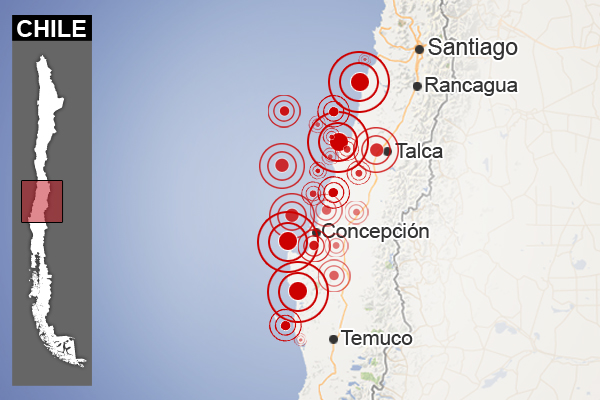 CHILE
Santiago
Rancagua
Talca
Concepción
Temuco